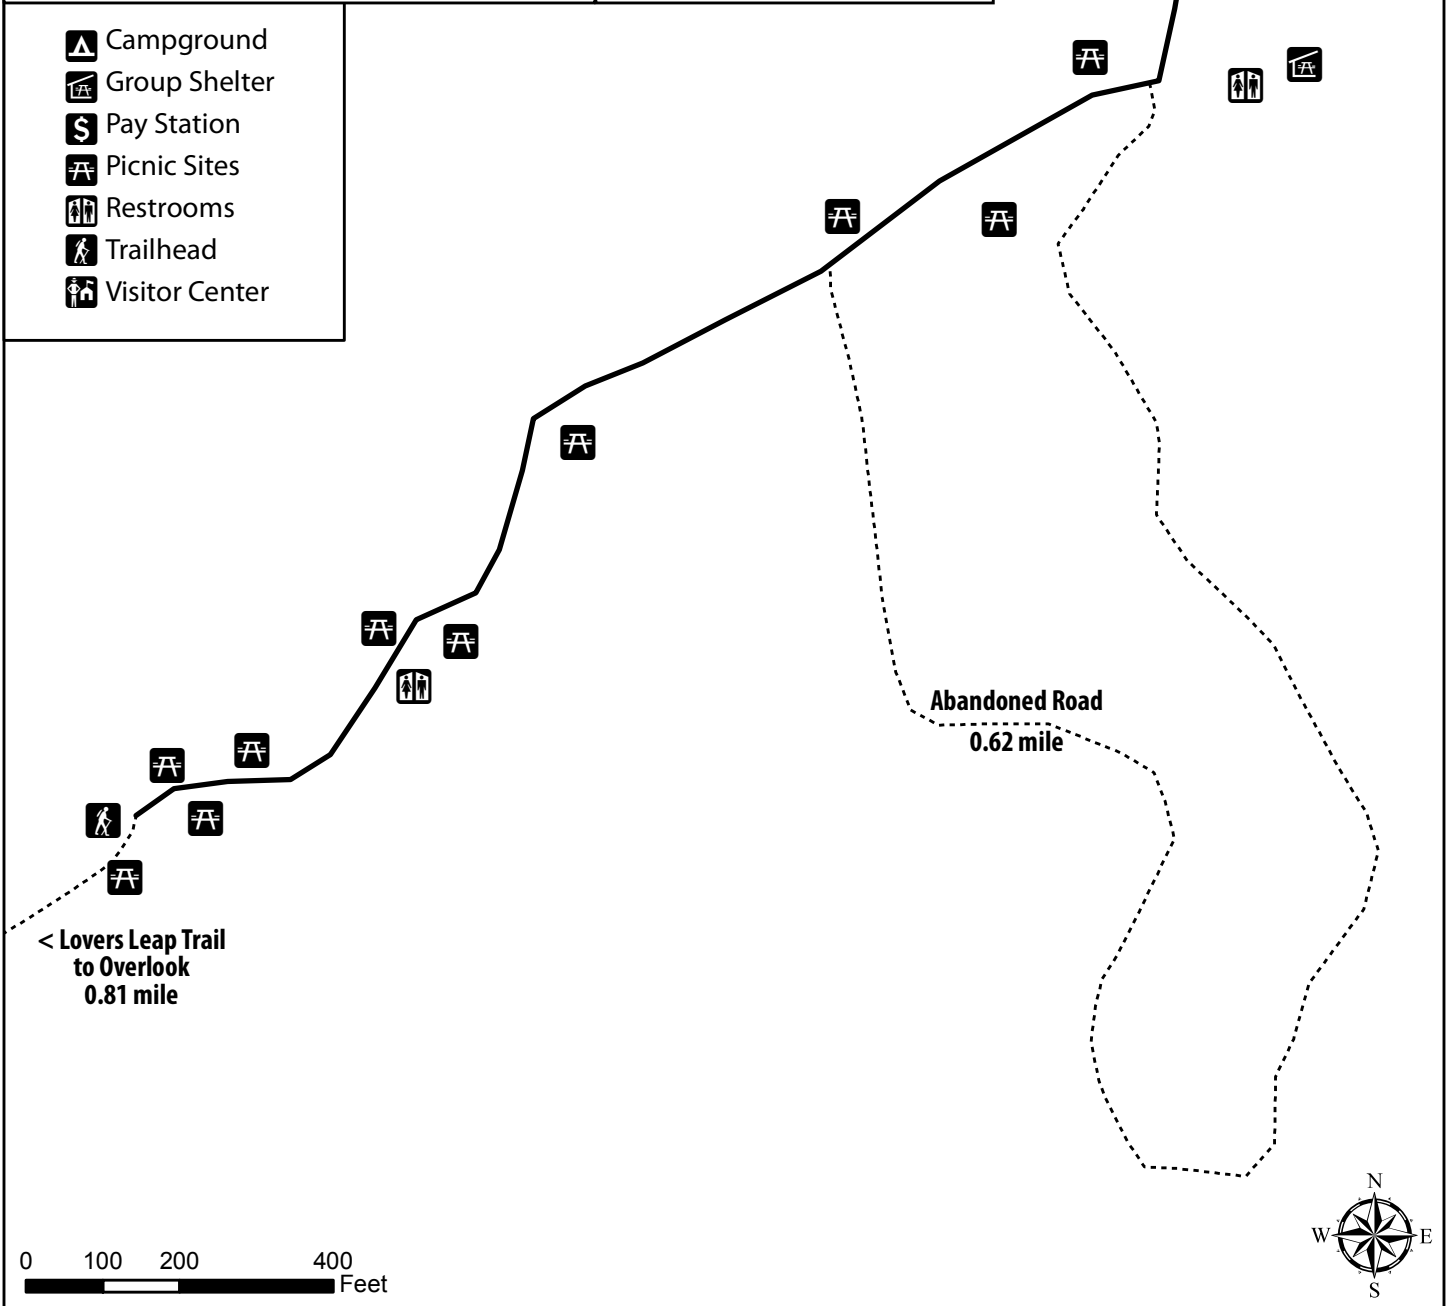 Campground
Group Shelter
$ Pay Station
Picnic Sites
Restrooms
Trailhead
Visitor Center
Abandoned Road
0.62 mile
< Lovers Leap Trail
to Overlook
0.81 mile
0 100 200 400
Feet
N
W E
S